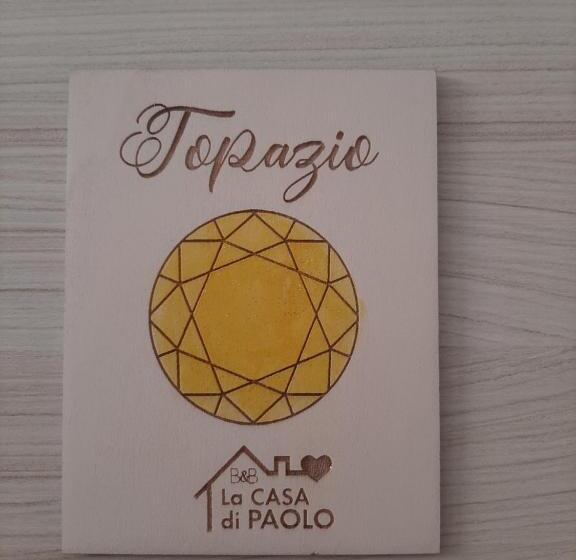 Topazio
B&B
La CASA
di PAOLO